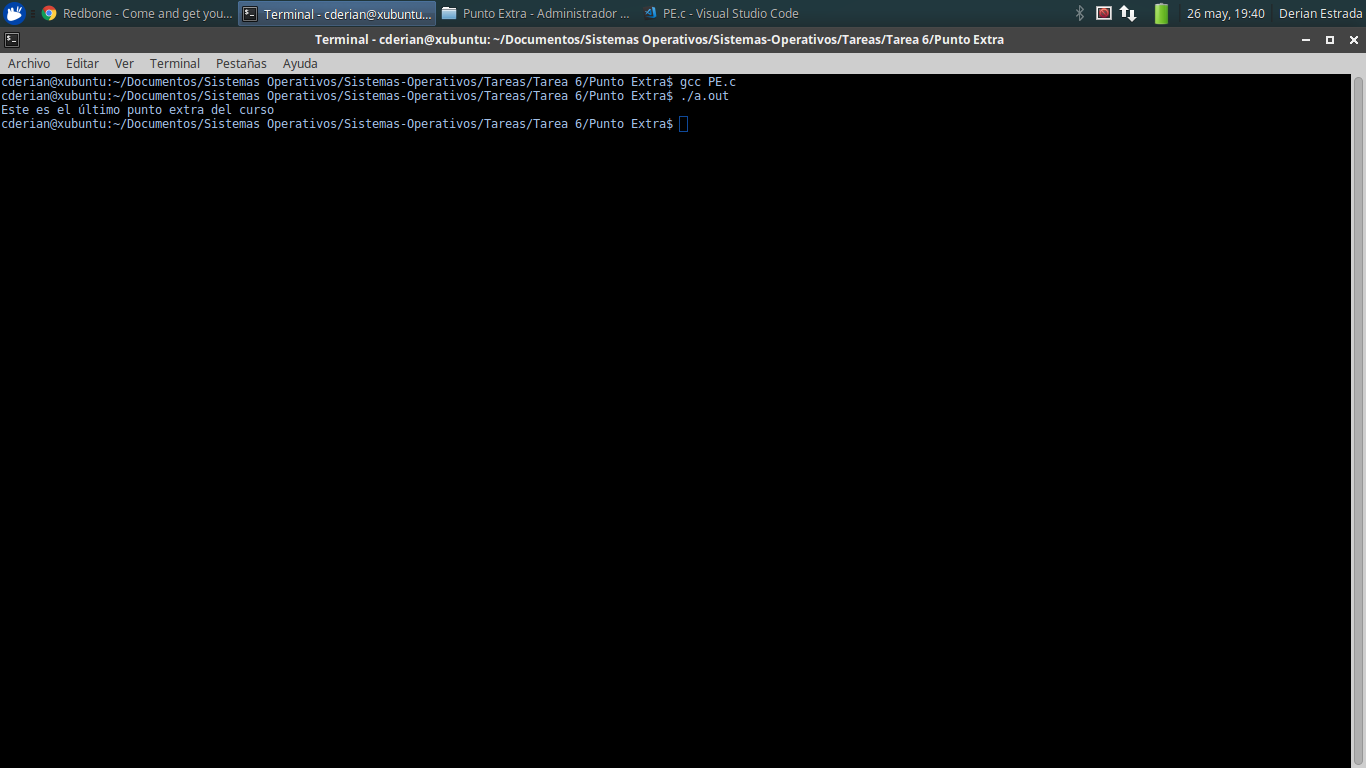 Redbone - Come and get you... Terminal - cderian@xubuntu... Punto Extra - Administrador ... PE.c - Visual Studio Code 26 may, 19:40 Derian Estrada
Terminal - cderian@xubuntu: ~/Documentos/Sistemas Operativos/Sistemas-Operativos/Tareas/Tarea 6/Punto Extra
Archivo Editar Ver Terminal Pestañas Ayuda
cderian@xubuntu:~/Documentos/Sistemas Operativos/Sistemas-Operativos/Tareas/Tarea 6/Punto Extra$ gcc PE.c
cderian@xubuntu:~/Documentos/Sistemas Operativos/Sistemas-Operativos/Tareas/Tarea 6/Punto Extra$ ./a.out
Este es el último punto extra del curso
cderian@xubuntu:~/Documentos/Sistemas Operativos/Sistemas-Operativos/Tareas/Tarea 6/Punto Extra$